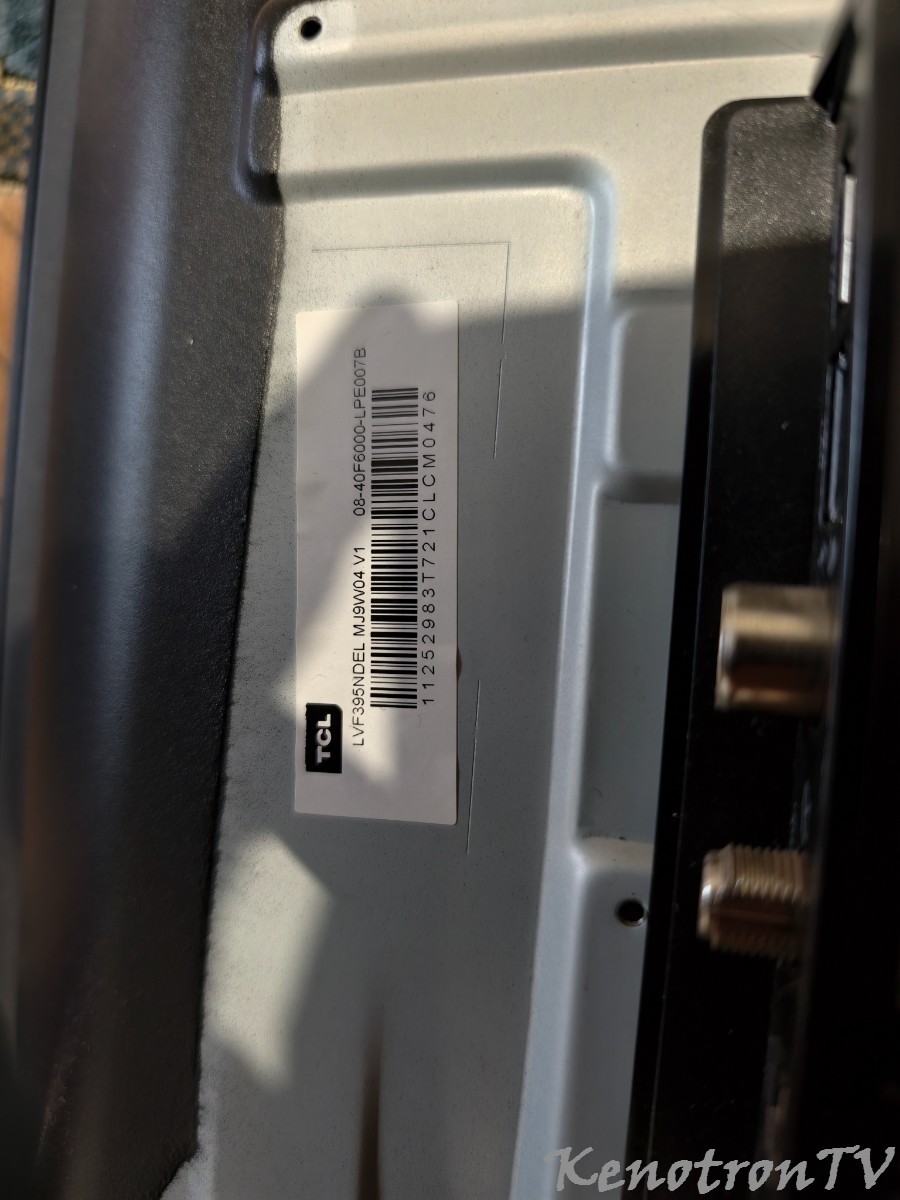 TCL
LVF395NDEL MJ9W04 V1 08-40F6000-LPE007B
11252983T721CLCM0476
KenotronTV